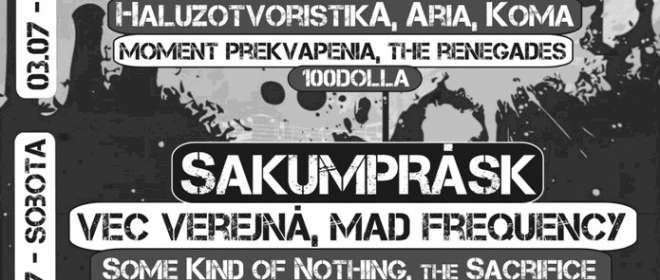 03.07 -
HALUZOTVORISTIKA, ARIA, KOMA
MOMENT PREKVAPENIA, THE RENEGADES
100DOLLA
7 - SOBOTA
SAKUMPRÁSK
VEC VEREJNÁ, MAD FREQUENCY
SOME KIND OF NOTHING, THE SACRIFICE